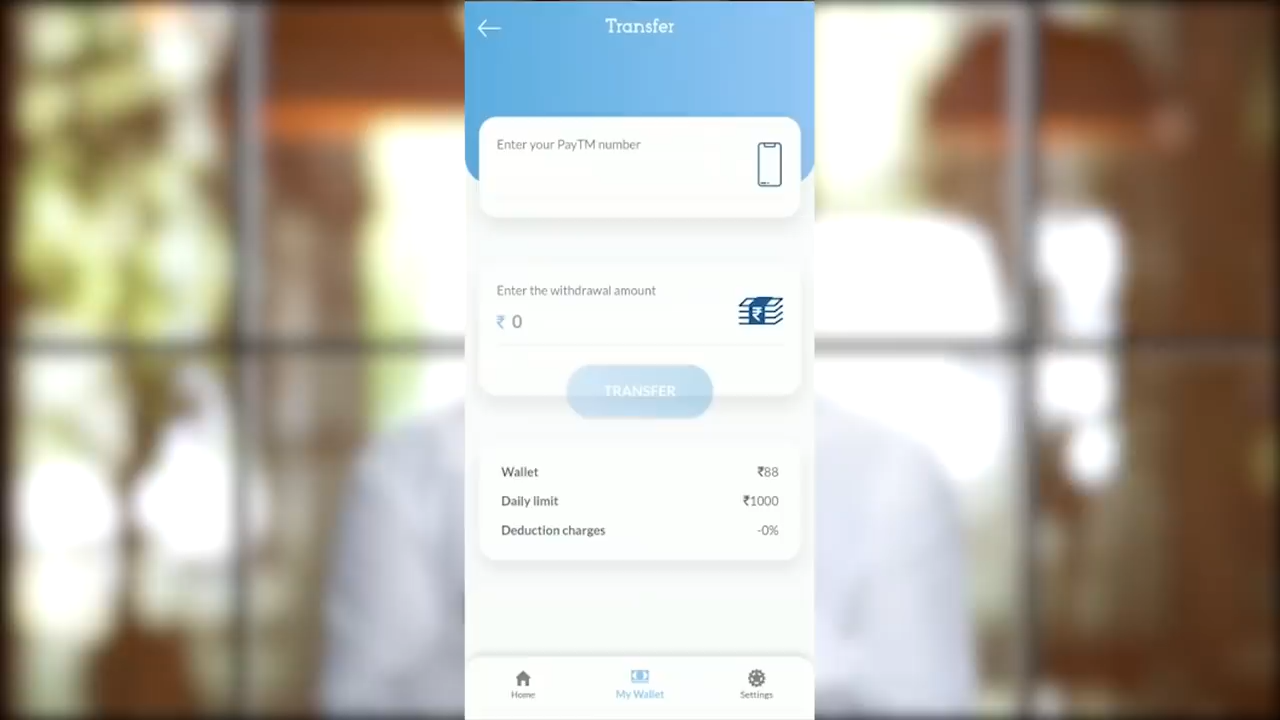 Transfer
Enter your PayTM number
Enter the withdrawal amount
₹ 0
TRANSFER
Wallet ₹88
Daily limit ₹1000
Deduction charges -0%
Home My Wallet Settings